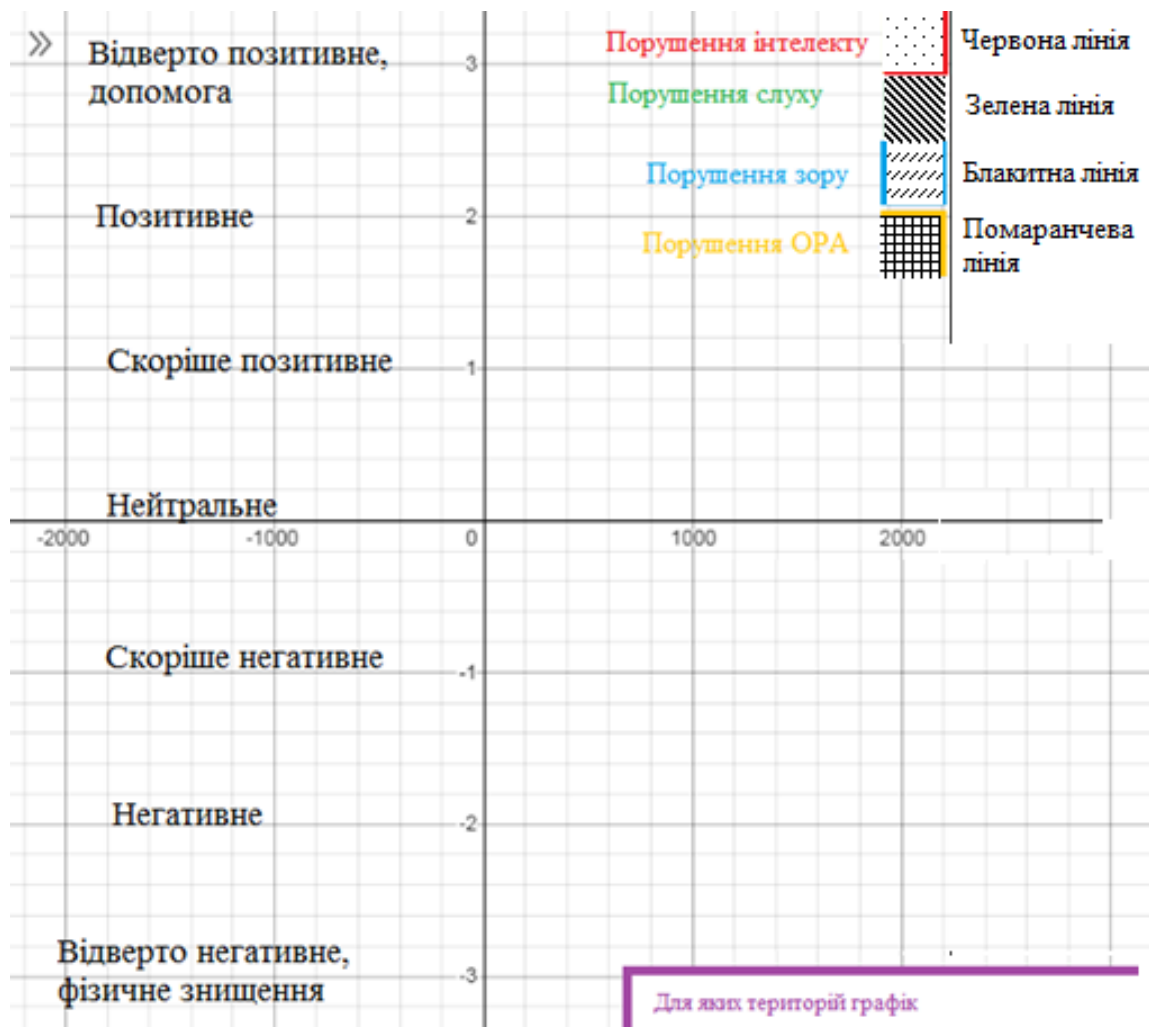 »
Відверто позитивне,
допомога
Позитивне
Скоріше позитивне
Нейтральне
Скоріше негативне
Негативне
Відверто негативне,
фізичне знищення
3
2
1
-2000
-1000
0
1000
2000
-1
-2
-3
Порушення інтелекту
Червона лінія
Порушення слуху
Зелена лінія
Порушення зору
Блакитна лінія
Порушення ОРА
Помаранчева
лінія
Для яких територій графік